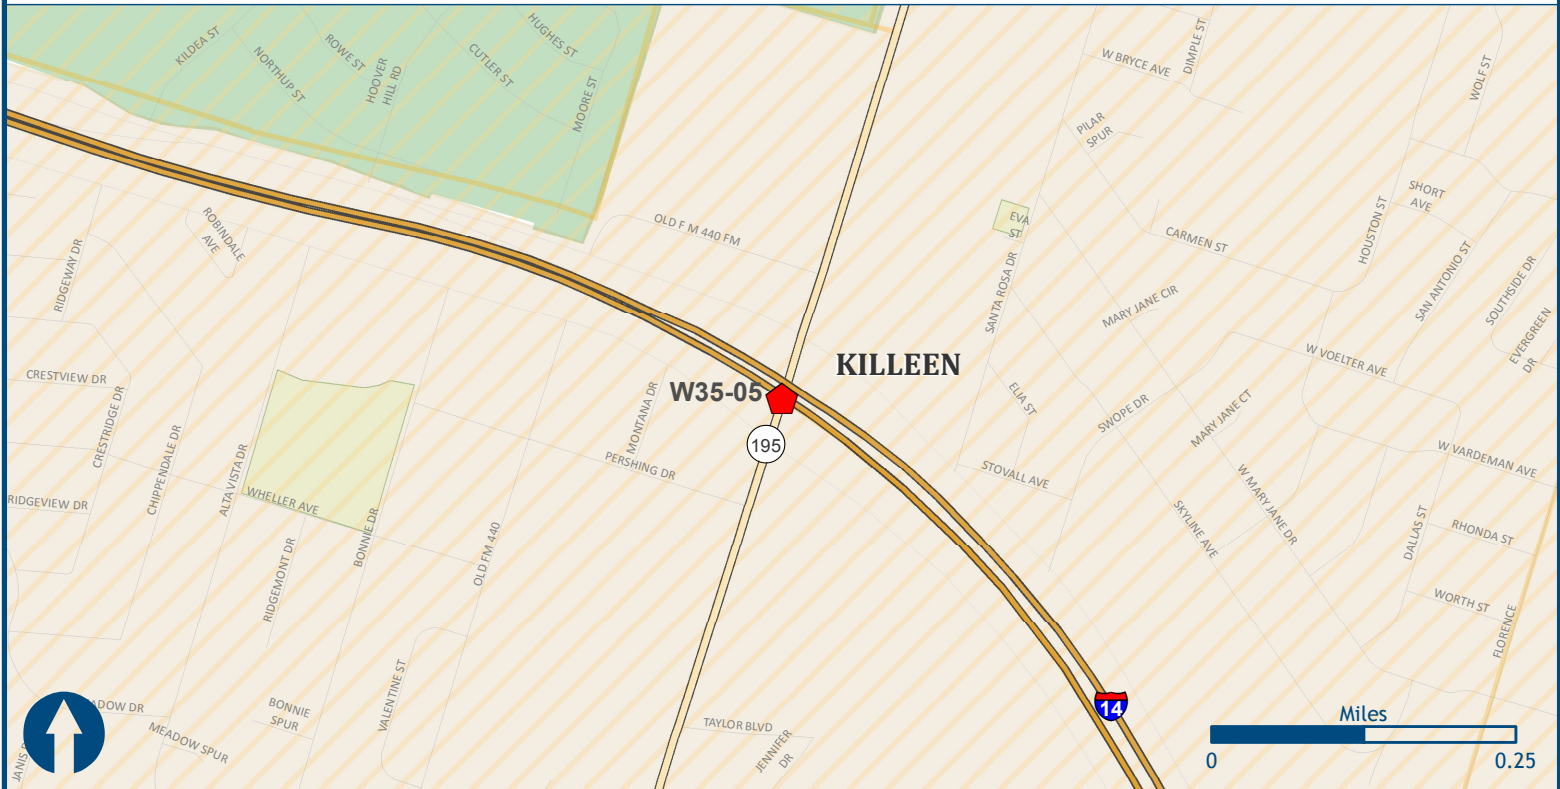 KILDEA ST
NORTHUP ST
ROWE ST
HOOVER
HILL RD
CUTLER ST
HUGHES ST
MOORE ST
W BRYCE AVE
DIMPLE ST
WOLF ST
PILAR
SPUR
SHORT
AVE
EVA
ST
OLD F M 440 FM
CARMEN ST
HOUSTON ST
SAN ANTONIO ST
SOUTHSIDE DR
EVERGREEN
DR
ROBINDALE
AVE
RIDGEWAY DR
SANTA ROSA DR
MARY JANE CIR
KILLEEN
W VOELTER AVE
W35-05
195
CRESTVIEW DR
CRESTRIDGE DR
CHIPPENDALE DR
ALTA VISTA DR
WHELLER AVE
BONNIE DR
MONTANA DR
PERSHING DR
ELIA ST
SWOPE DR
MARY JANE CT
STOVALL AVE
W VARDEMAN AVE
RIDGEVIEW DR
RIDGEMONT DR
OLD FM 440
SKYLINE AVE
W MARY JANE DR
DALLAS ST
RHONDA ST
WORTH ST
FLORENCE
VALENTINE ST
BONNIE
SPUR
ADOW DR
MEADOW SPUR
JANIS
TAYLOR BLVD
JENNIFER
DR
14
Miles
0
0.25